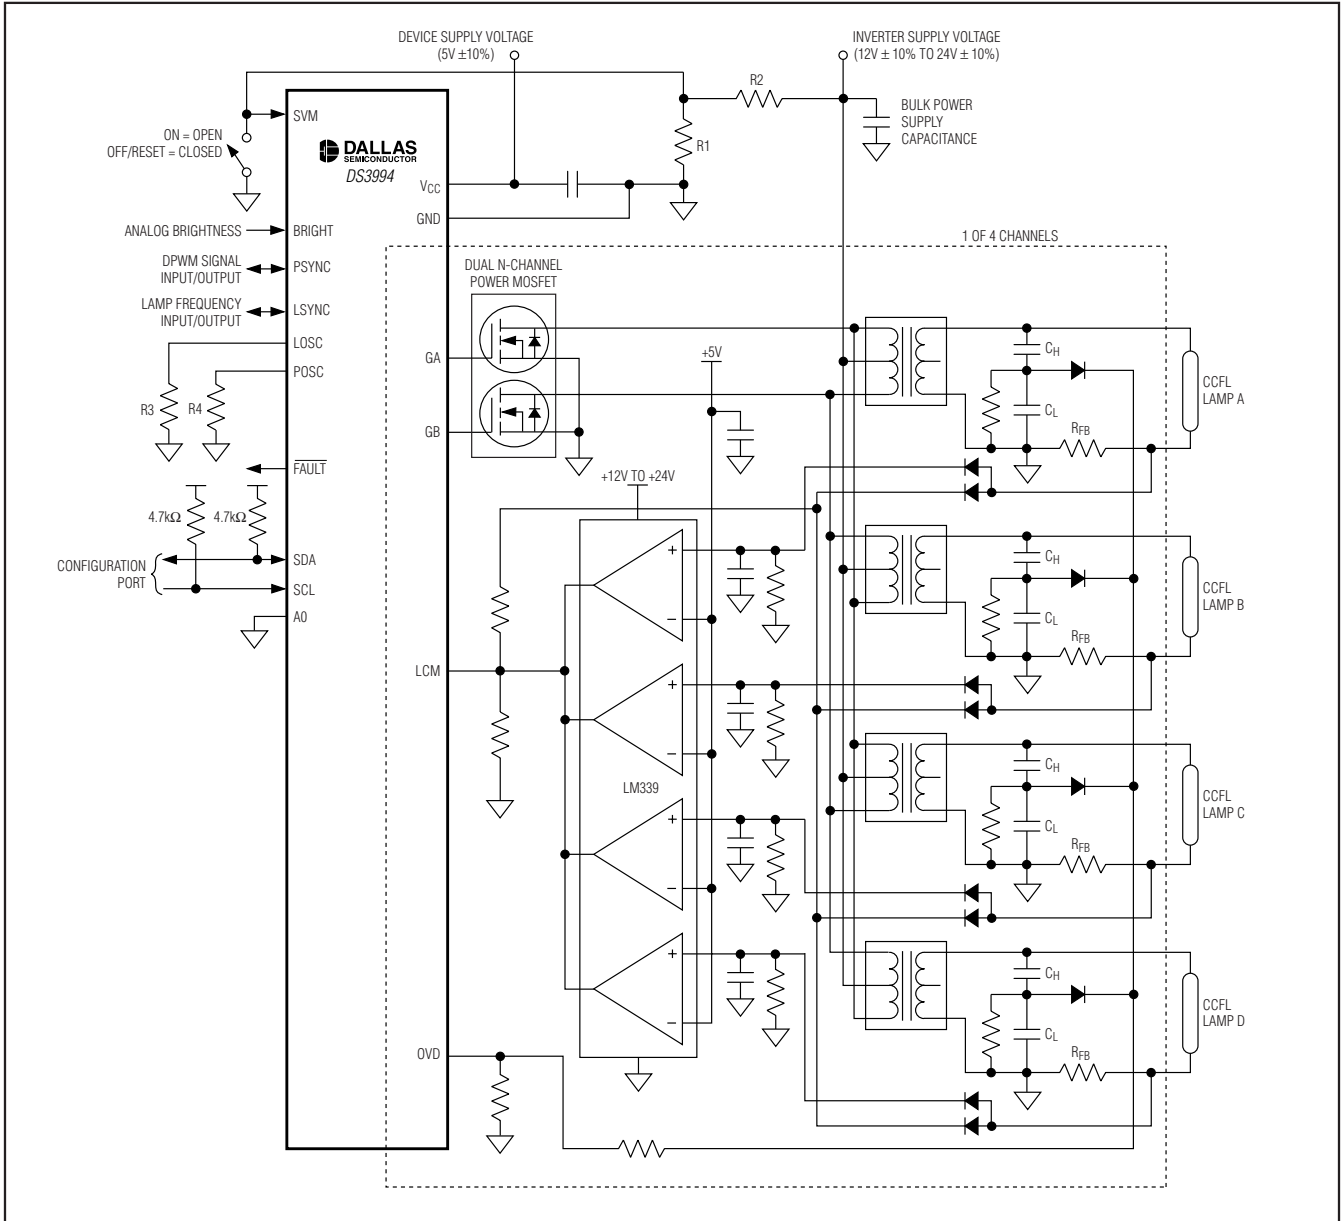 DEVICE SUPPLY VOLTAGE
(5V ±10%)
INVERTER SUPPLY VOLTAGE
(12V ± 10% TO 24V ± 10%)
R2
BULK POWER
SUPPLY
CAPACITANCE
SVM
ON = OPEN
OFF/RESET = CLOSED
R1
DALLAS
SEMICONDUCTOR
DS3994
VCC
GND
ANALOG BRIGHTNESS
BRIGHT
1 OF 4 CHANNELS
DPWM SIGNAL
INPUT/OUTPUT
PSYNC
DUAL N-CHANNEL
POWER MOSFET
LAMP FREQUENCY
INPUT/OUTPUT
LSYNC
LOSC
POSC
GA
+5V
CH
CCFL
LAMP A
R3
R4
CL
GB
RFB
FAULT
+12V TO +24V
4.7kΩ
4.7kΩ
+
CH
CONFIGURATION
PORT
SDA
SCL
CCFL
LAMP B
A0
−
CL
RFB
LCM
+
−
CH
LM339
CCFL
LAMP C
+
CL
RFB
−
+
CH
CCFL
LAMP D
−
CL
OVD
RFB